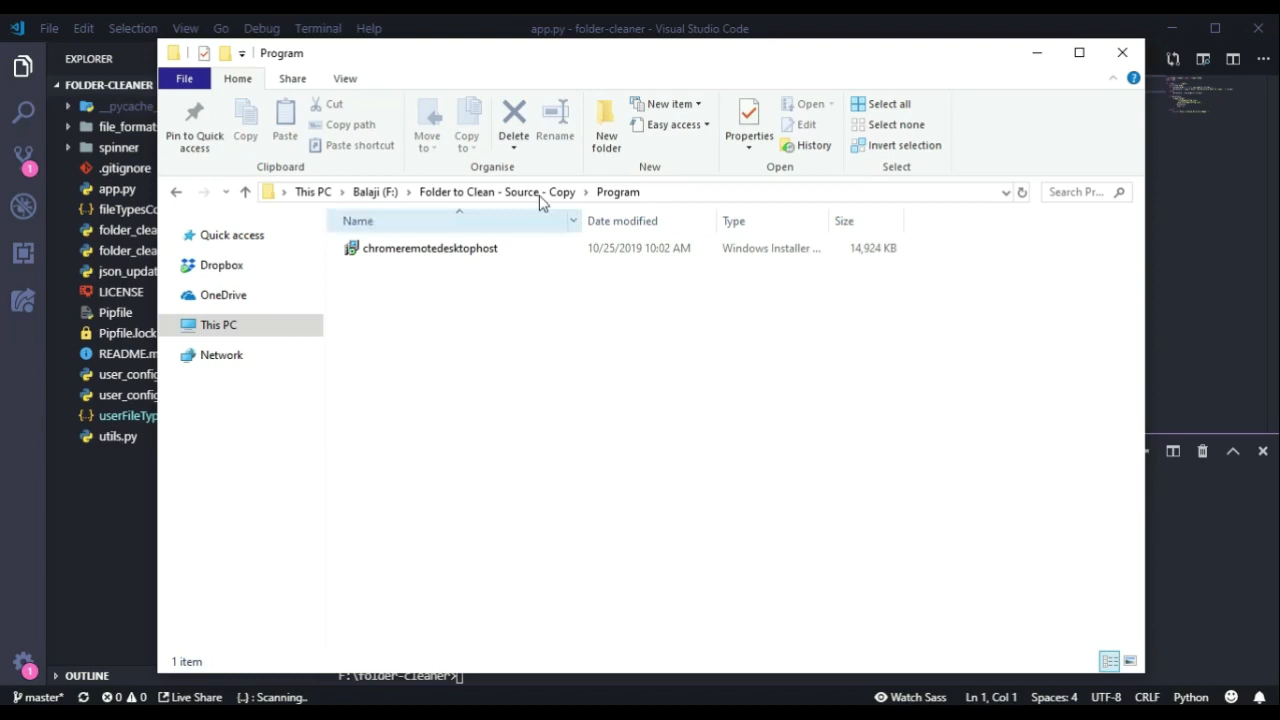 File Edit Selection View Go Debug Terminal Help app.py - folder-cleaner - Visual Studio Code
Program
File Home Share View
Pin to Quick access
Copy
Paste
Cut
Copy path
Paste shortcut
Clipboard
Move to
Copy to
Delete
Rename
Organise
New folder
New item
Easy access
New
Properties
Open
Edit
History
Open
Select all
Select none
Invert selection
Select
This PC > Balaji (F:) > Folder to Clean - Source - Copy > Program
Search Pr...
Name Date modified Type Size
chromeremotedesktophost 10/25/2019 10:02 AM Windows Installer ... 14,924 KB
Quick access
Dropbox
OneDrive
This PC
Network
1 item
EXPLORER
FOLDER-CLEANER
__pycache_
file_format
spinner
.gitignore
app.py
fileTypesCo
folder_clea
folder_clea
json_updat
LICENSE
Pipfile
Pipfile.lock
README.m
user_config
user_config
userFileTyp
utils.py
OUTLINE
F:\folder-cleaner>
master* 0 0 Live Share {..} : Scanning.. Watch Sass Ln 1, Col 1 Spaces: 4 UTF-8 CRLF Python
1
1